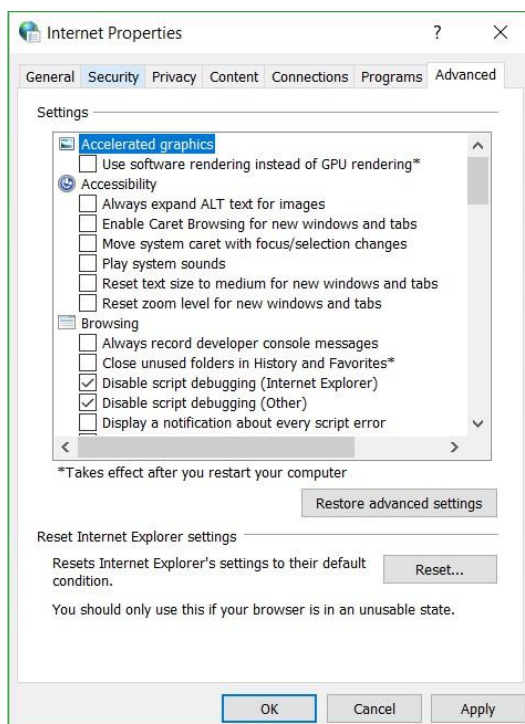 Internet Properties
General Security Privacy Content Connections Programs Advanced
Settings
Accelerated graphics
Use software rendering instead of GPU rendering*
Accessibility
Always expand ALT text for images
Enable Caret Browsing for new windows and tabs
Move system caret with focus/selection changes
Play system sounds
Reset text size to medium for new windows and tabs
Reset zoom level for new windows and tabs
Browsing
Always record developer console messages
Close unused folders in History and Favorites*
Disable script debugging (Internet Explorer)
Disable script debugging (Other)
Display a notification about every script error
*Takes effect after you restart your computer
Restore advanced settings
Reset Internet Explorer settings
Resets Internet Explorer's settings to their default
condition.
Reset...
You should only use this if your browser is in an unusable state.
OK Cancel Apply